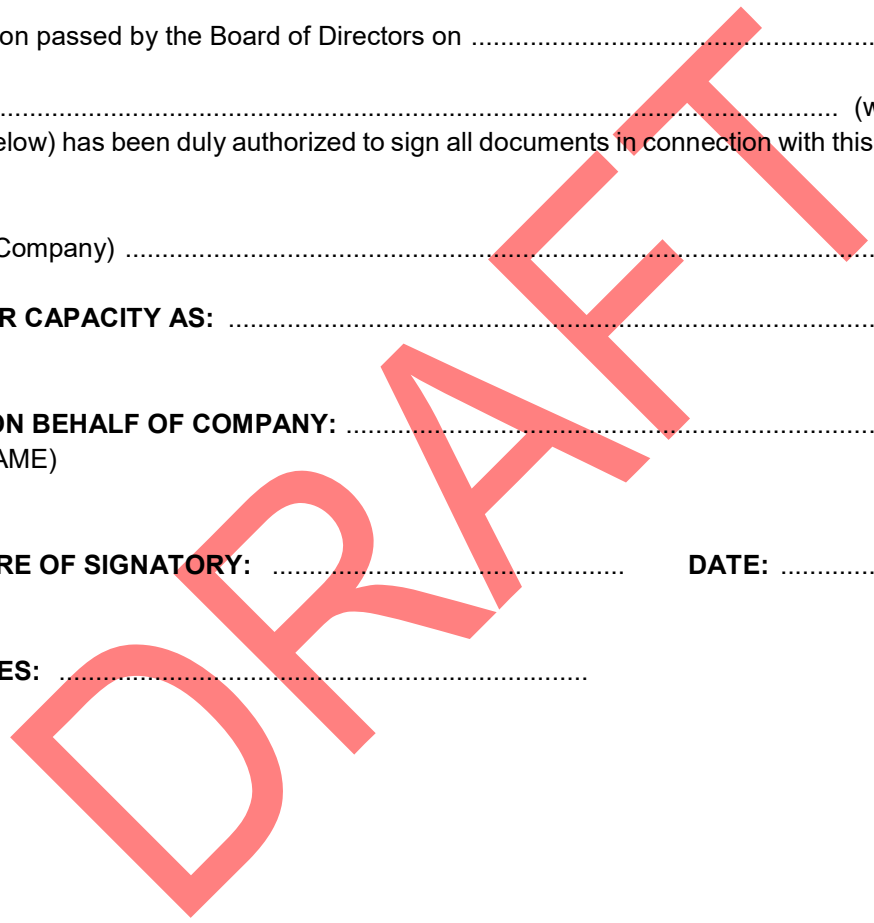 on passed by the Board of Directors on ......................................................
...................................................................................................................... (w
elow) has been duly authorized to sign all documents in connection with this
Company) .......................................................................................................
R CAPACITY AS: .........................................................................................
ON BEHALF OF COMPANY: .........................................................................
AME)
RE OF SIGNATORY: ................................................ DATE: .............
ES: ........................................................................
DRAFT